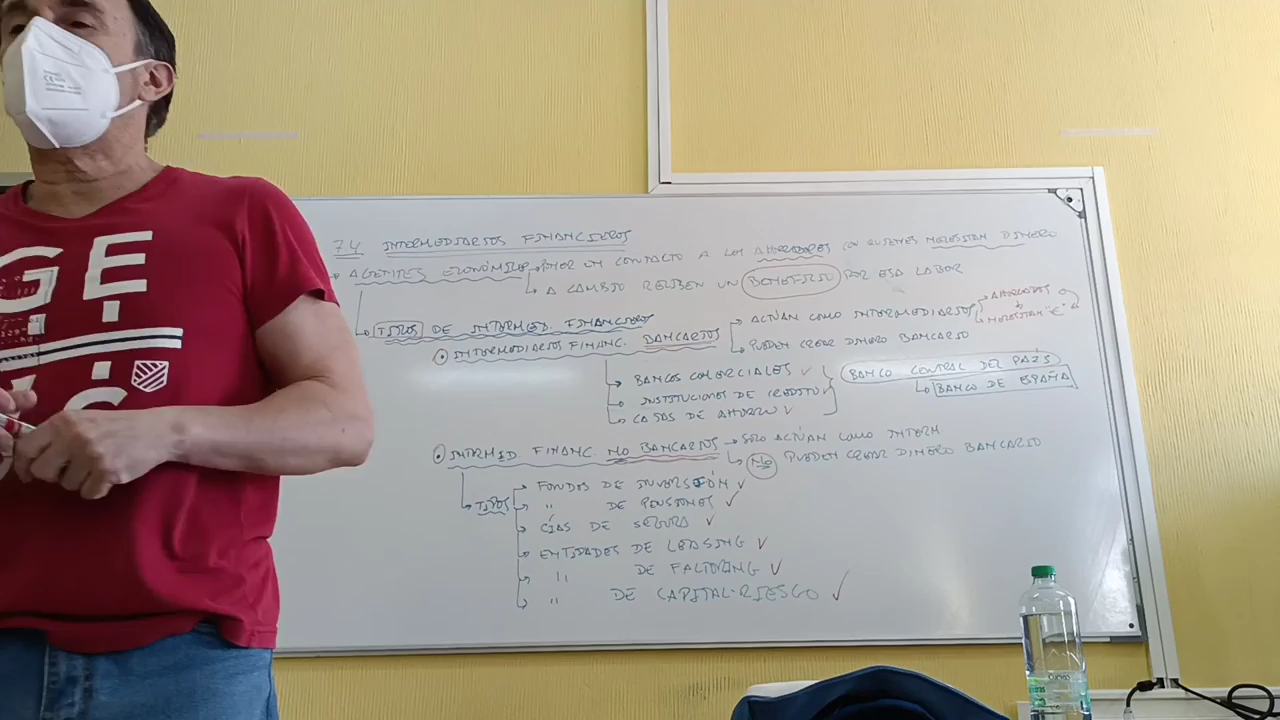 7.4 INTERMEDIARIOS FINANCIEROS
AGENTES ECONÓMICOS
PONER EN CONTACTO A LOS AHORRADORES CON QUIENES NECESITAN DINERO
A CAMBIO RECIBEN UN BENEFICIO POR ESA LABOR
TIPOS DE INTERMED. FINANCIEROS
INTERMEDIARIOS FINANC. BANCARIOS
ACTÚAN COMO INTERMEDIARIOS
AHORRADORES
NECESITAN "€"
PUEDEN CREAR DINERO BANCARIO
BANCOS COMERCIALES ✓
INSTITUCIONES DE CREDITO ✓
CAJAS DE AHORRO ✓
BANCO CENTRAL DEL PAÍS
BANCO DE ESPAÑA
INTERMED FINANC. NO BANCARIOS
SOLO ACTÚAN COMO INTERM
NO PUEDEN CREAR DINERO BANCARIO
TIPOS
FONDOS DE INVERSIÓN ✓
" DE PENSIONES ✓
CÍAS DE SEGURO ✓
ENTIDADES DE LEASING ✓
" DE FACTORING ✓
" DE CAPITAL-RIESGO ✓
GE